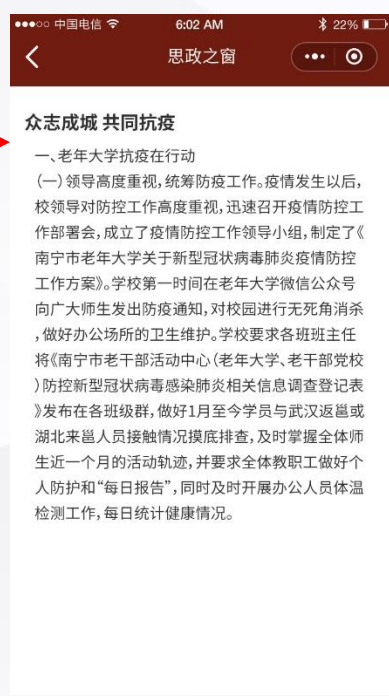 中国电信 6:02 AM 22%
思政之窗
众志成城 共同抗疫
一、老年大学抗疫在行动
(一)领导高度重视,统筹防疫工作。疫情发生以后,
校领导对防控工作高度重视,迅速召开疫情防控工
作部署会,成立了疫情防控工作领导小组,制定了《
南宁市老年大学关于新型冠状病毒肺炎疫情防控
工作方案》。学校第一时间在老年大学微信公众号
向广大师生发出防疫通知,对校园进行无死角消杀
,做好办公场所的卫生维护。学校要求各班班主任
将《南宁市老干部活动中心(老年大学、老干部党校
)防控新型冠状病毒感染肺炎相关信息调查登记表
》发布在各班级群,做好1月至今学员与武汉返邕或
湖北来邕人员接触情况摸底排查,及时掌握全体师
生近一个月的活动轨迹,并要求全体教职工做好个
人防护和“每日报告”,同时及时开展办公人员体温
检测工作,每日统计健康情况。